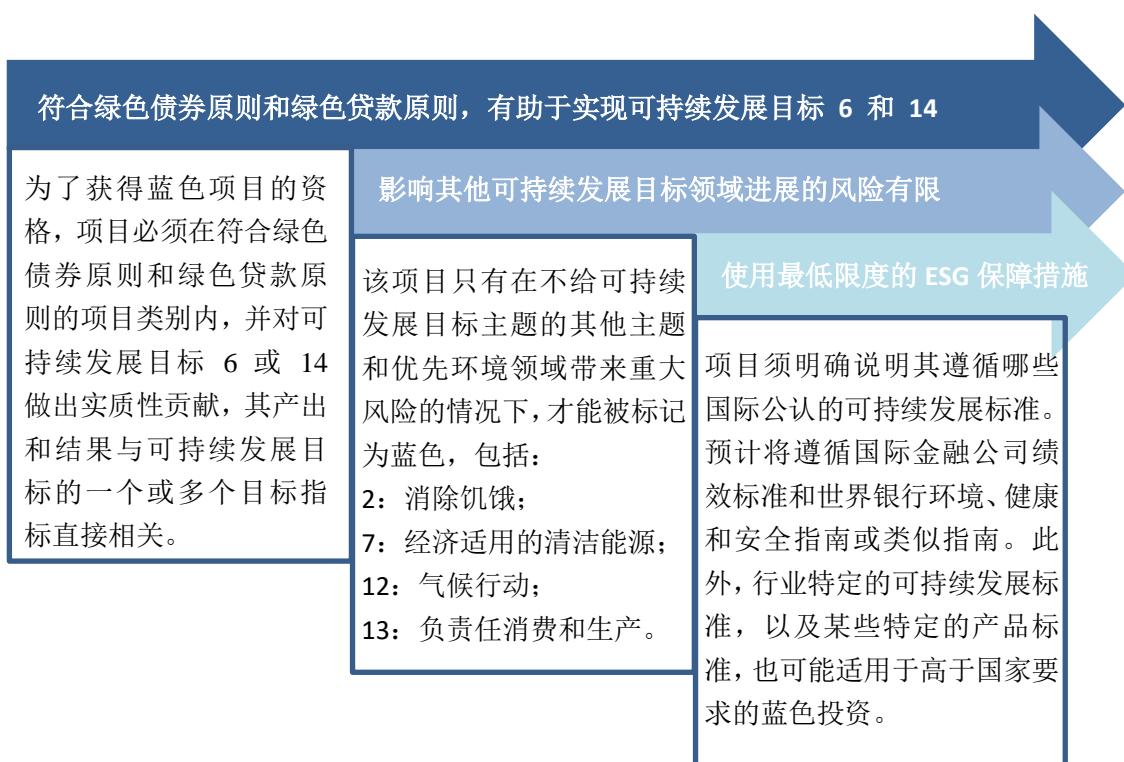 符合绿色债券原则和绿色贷款原则，有助于实现可持续发展目标 6 和 14
为了获得蓝色项目的资
格，项目必须在符合绿色
债券原则和绿色贷款原
则的项目类别内，并对可
持续发展目标 6 或 14
做出实质性贡献，其产出
和结果与可持续发展目
标的一个或多个目标指
标直接相关。
影响其他可持续发展目标领域进展的风险有限
该项目只有在不给可持续
发展目标主题的其他主题
和优先环境领域带来重大
风险的情况下，才能被标记
为蓝色，包括：
2：消除饥饿；
7：经济适用的清洁能源；
12：气候行动；
13：负责任消费和生产。
使用最低限度的 ESG 保障措施
项目须明确说明其遵循哪些
国际公认的可持续发展标准。
预计将遵循国际金融公司绩
效标准和世界银行环境、健康
和安全指南或类似指南。此
外，行业特定的可持续发展标
准，以及某些特定的产品标
准，也可能适用于高于国家要
求的蓝色投资。